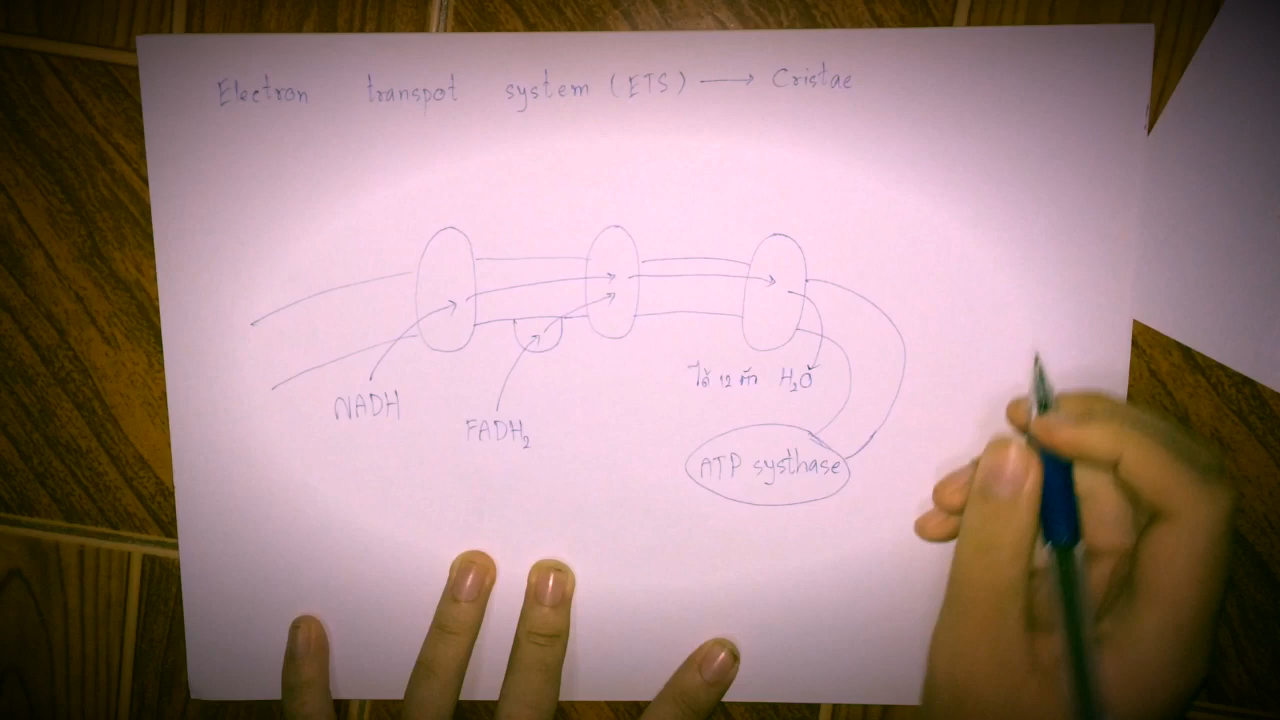 Electron transpot system (ETS) → Cristae
NADH
FADH₂
ได้ 12 ตัว H₂O
ATP systhase